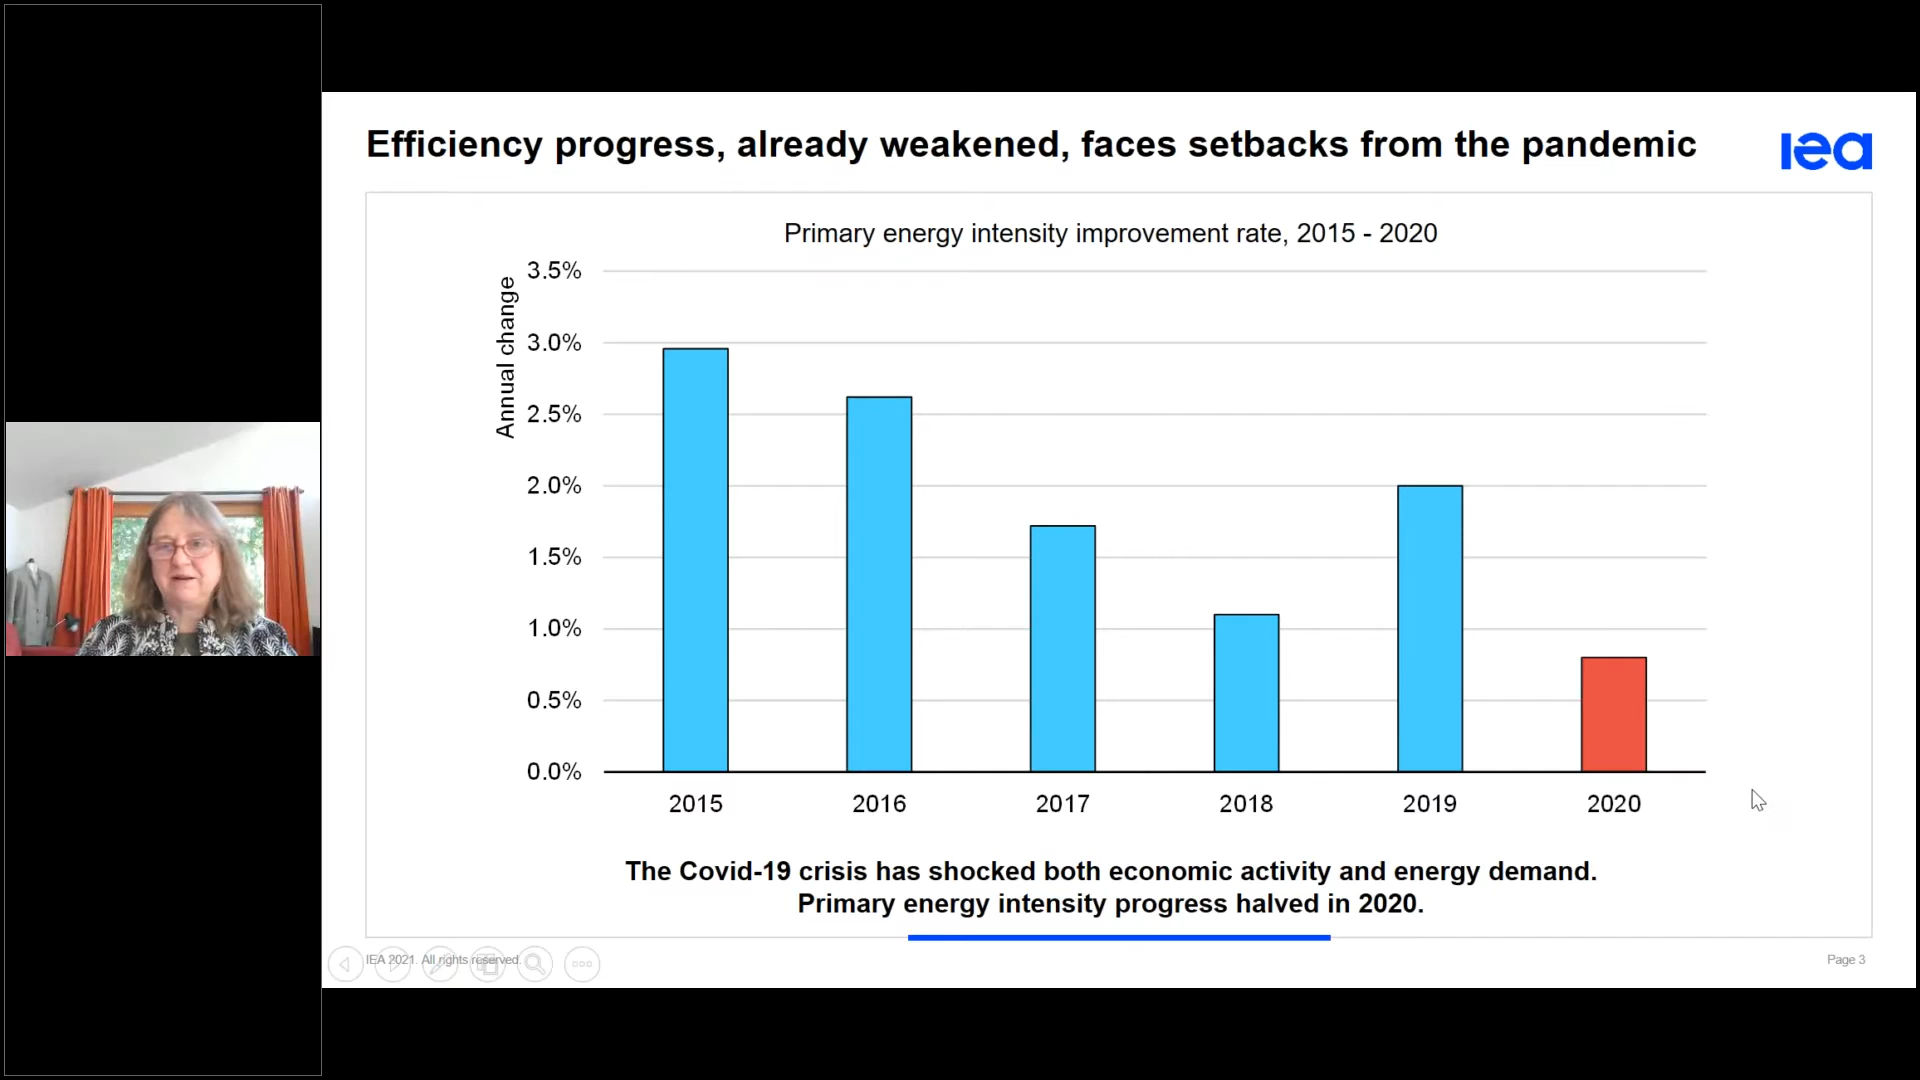 Efficiency progress, already weakened, faces setbacks from the pandemic
iea
Primary energy intensity improvement rate, 2015 - 2020
Annual change
3.5%
3.0%
2.5%
2.0%
1.5%
1.0%
0.5%
0.0%
2015 2016 2017 2018 2019 2020
The Covid-19 crisis has shocked both economic activity and energy demand.
Primary energy intensity progress halved in 2020.
IEA 2021. All rights reserved.
Page 3